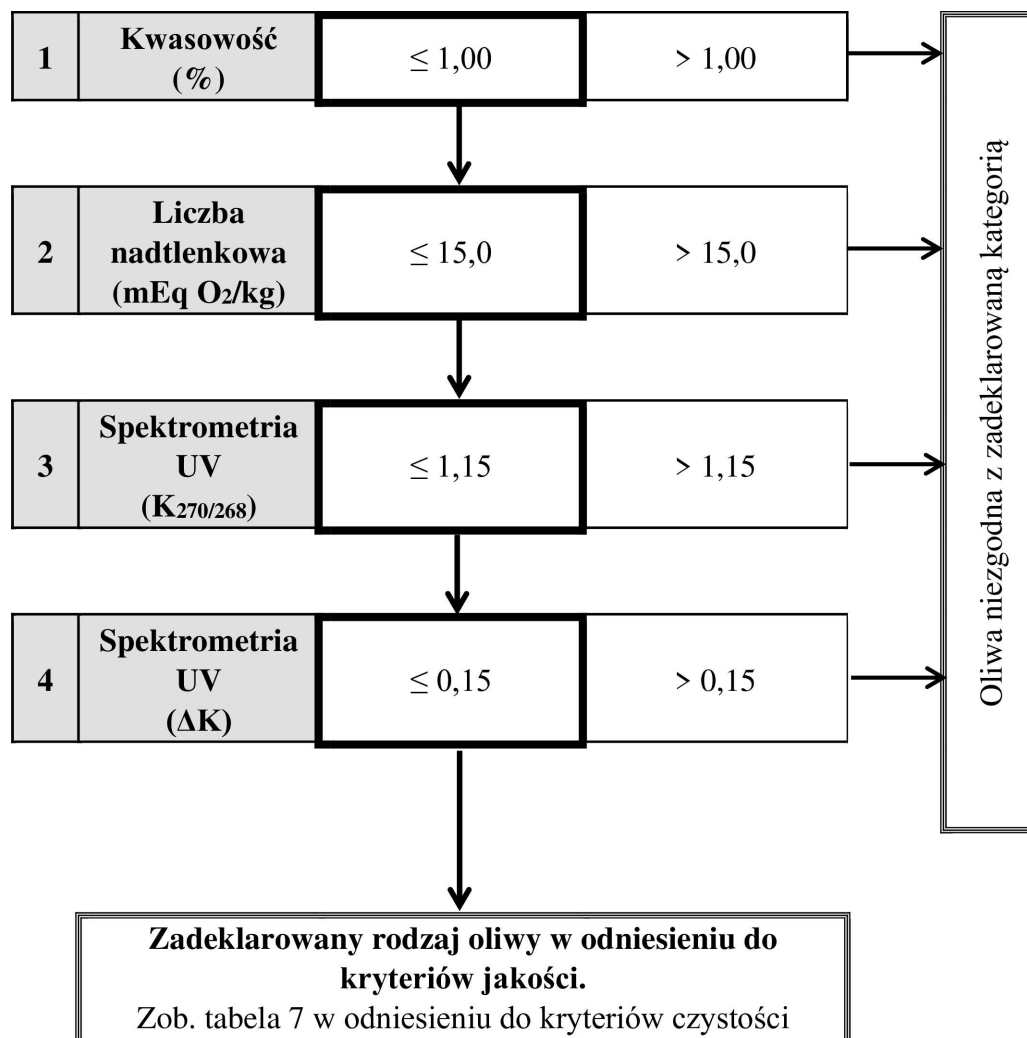 1
Kwasowość
(%)
≤ 1,00
> 1,00
2
Liczba
nadtlenkowa
(mEq O₂/kg)
≤ 15,0
> 15,0
3
Spektrometria
UV
(K₂₇₀/₂₆₈)
≤ 1,15
> 1,15
4
Spektrometria
UV
(ΔK)
≤ 0,15
> 0,15
Oliwa niezgodna z zadeklarowaną kategorią
Zadeklarowany rodzaj oliwy w odniesieniu do
kryteriów jakości.
Zob. tabela 7 w odniesieniu do kryteriów czystości